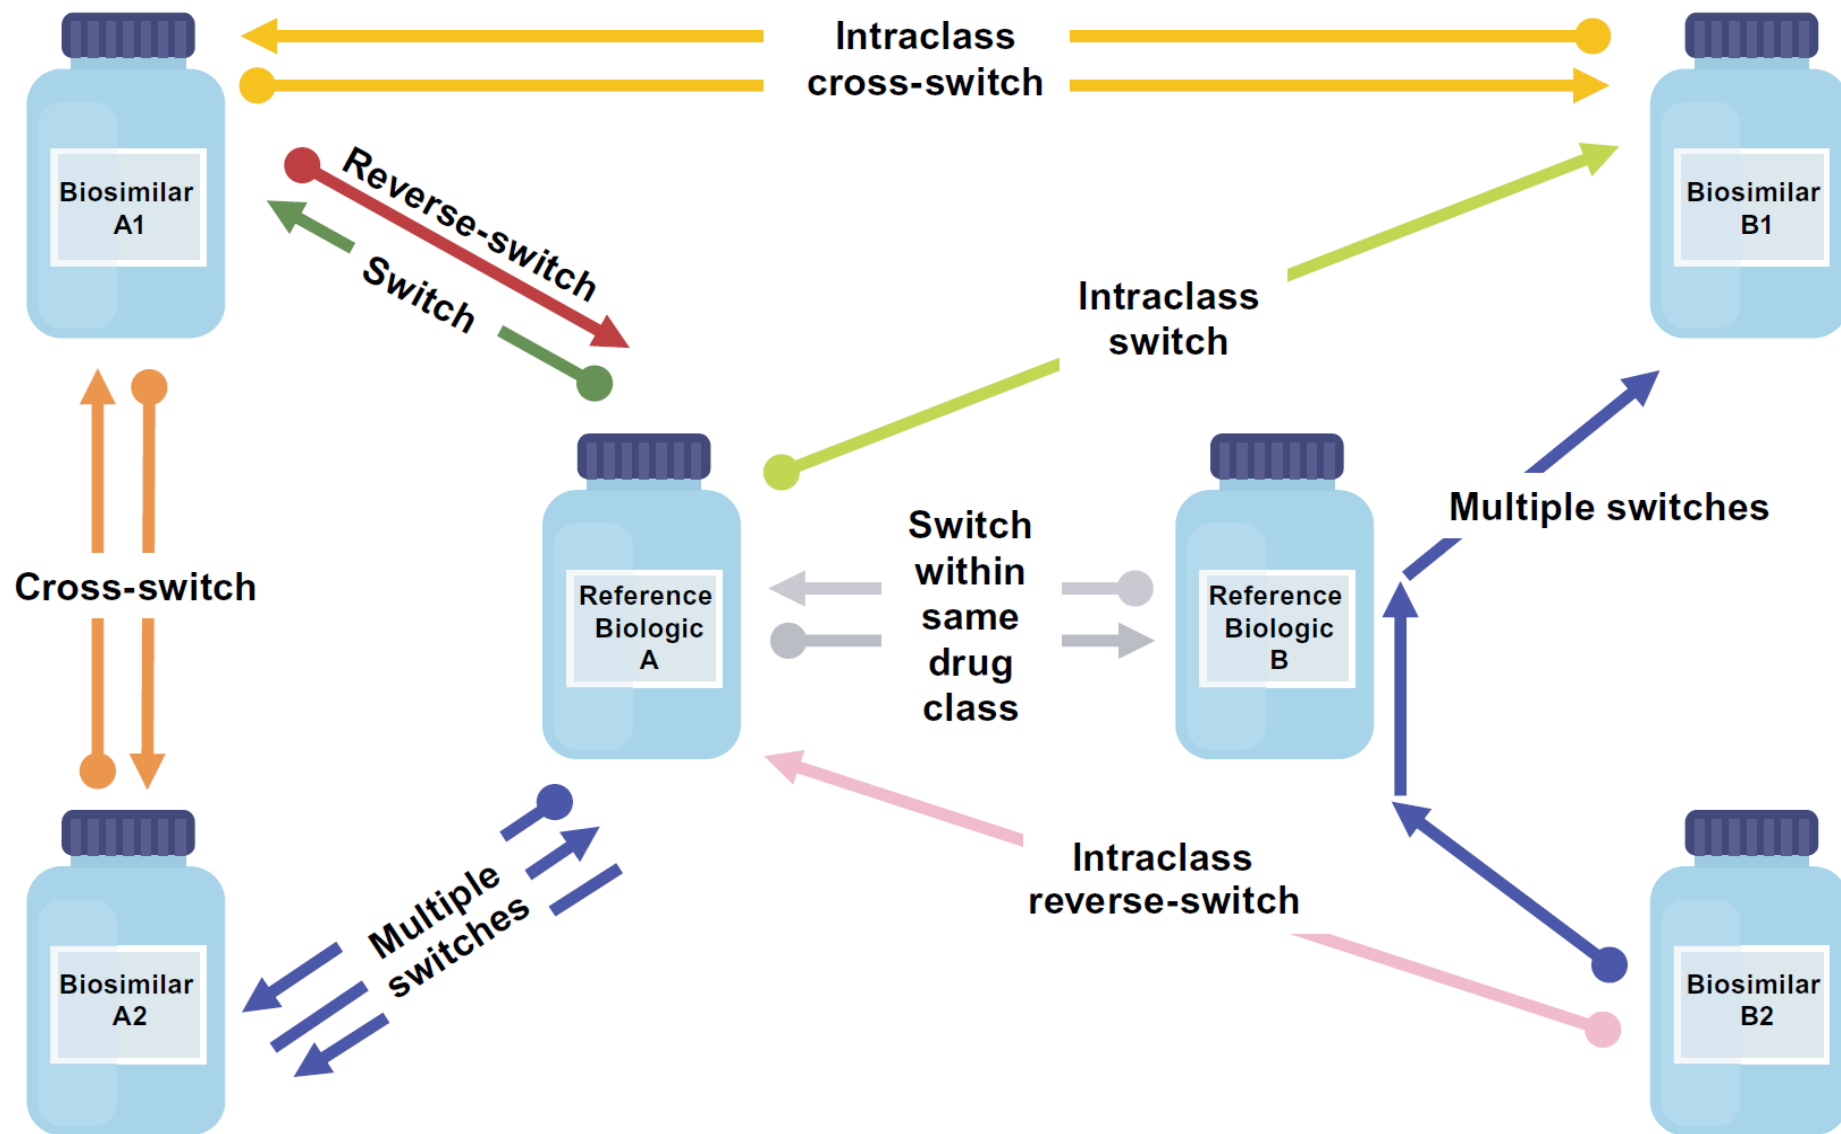 Intraclass
cross-switch
Biosimilar
A1
Biosimilar
B1
Reverse-switch
Switch
Intraclass
switch
Cross-switch
Reference
Biologic
A
Switch
within
same
drug
class
Reference
Biologic
B
Multiple switches
Multiple
switches
Intraclass
reverse-switch
Biosimilar
A2
Biosimilar
B2